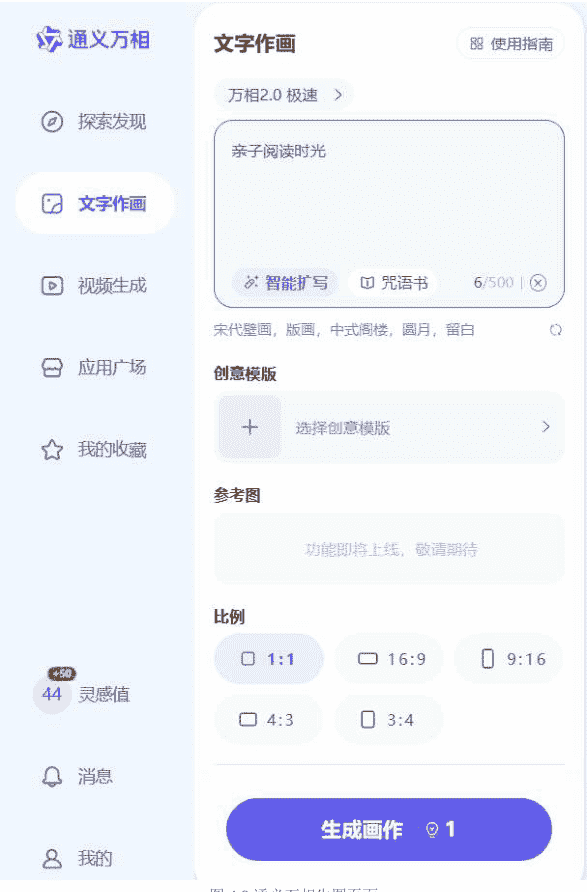 通义万相
探索发现
文字作画
视频生成
应用广场
我的收藏
+50
44 灵感值
消息
我的
文字作画
使用指南
万相2.0 极速
亲子阅读时光
智能扩写 咒语书 6/500
宋代壁画，版画，中式阁楼，圆月，留白
创意模版
选择创意模版
参考图
功能即将上线，敬请期待
比例
1:1 16:9 9:16
4:3 3:4
生成画作 1